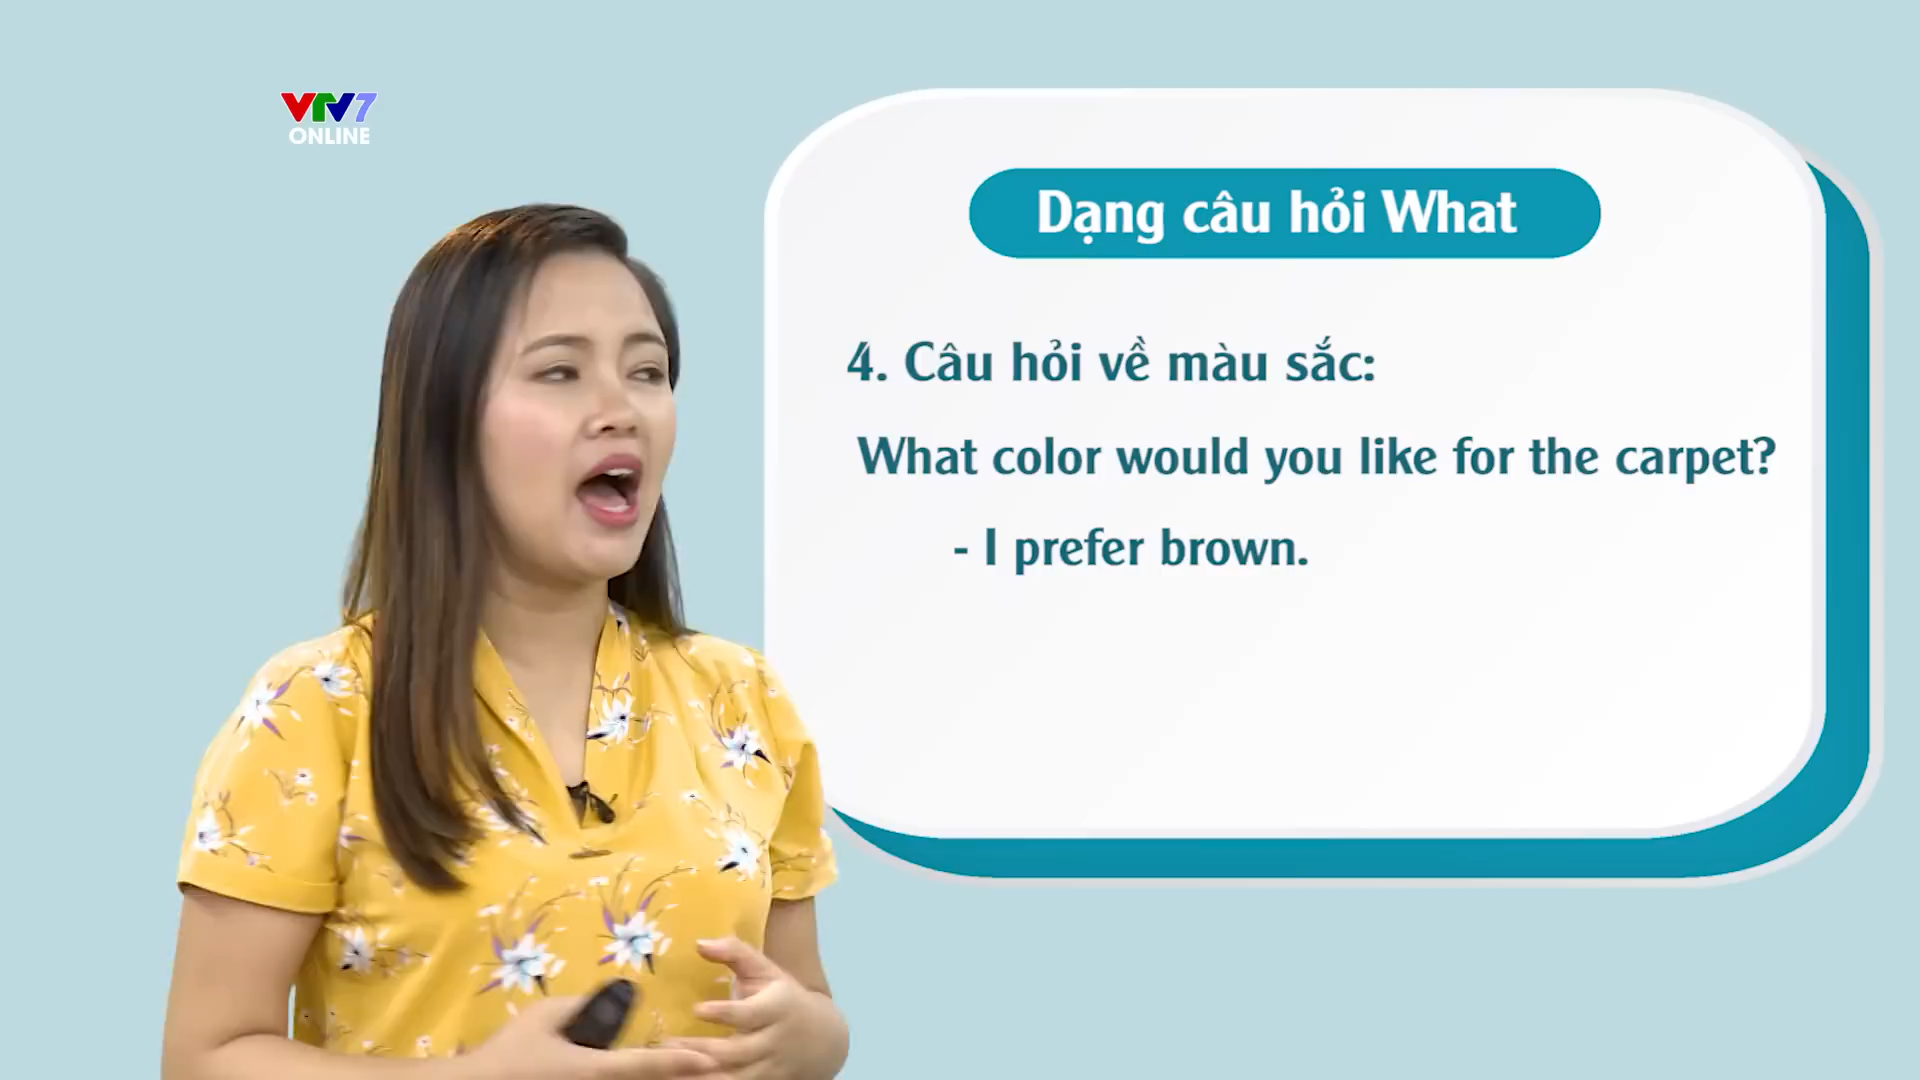 VTV7
ONLINE
Dạng câu hỏi What
4. Câu hỏi về màu sắc:
What color would you like for the carpet?
- I prefer brown.